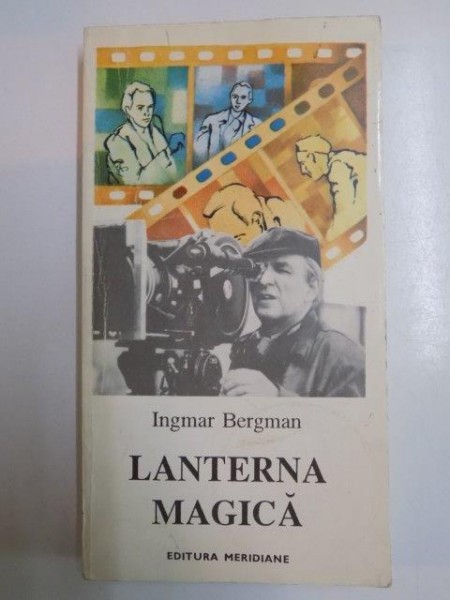 Ingmar Bergman
LANTERNA
MAGICĂ
EDITURA MERIDIANE